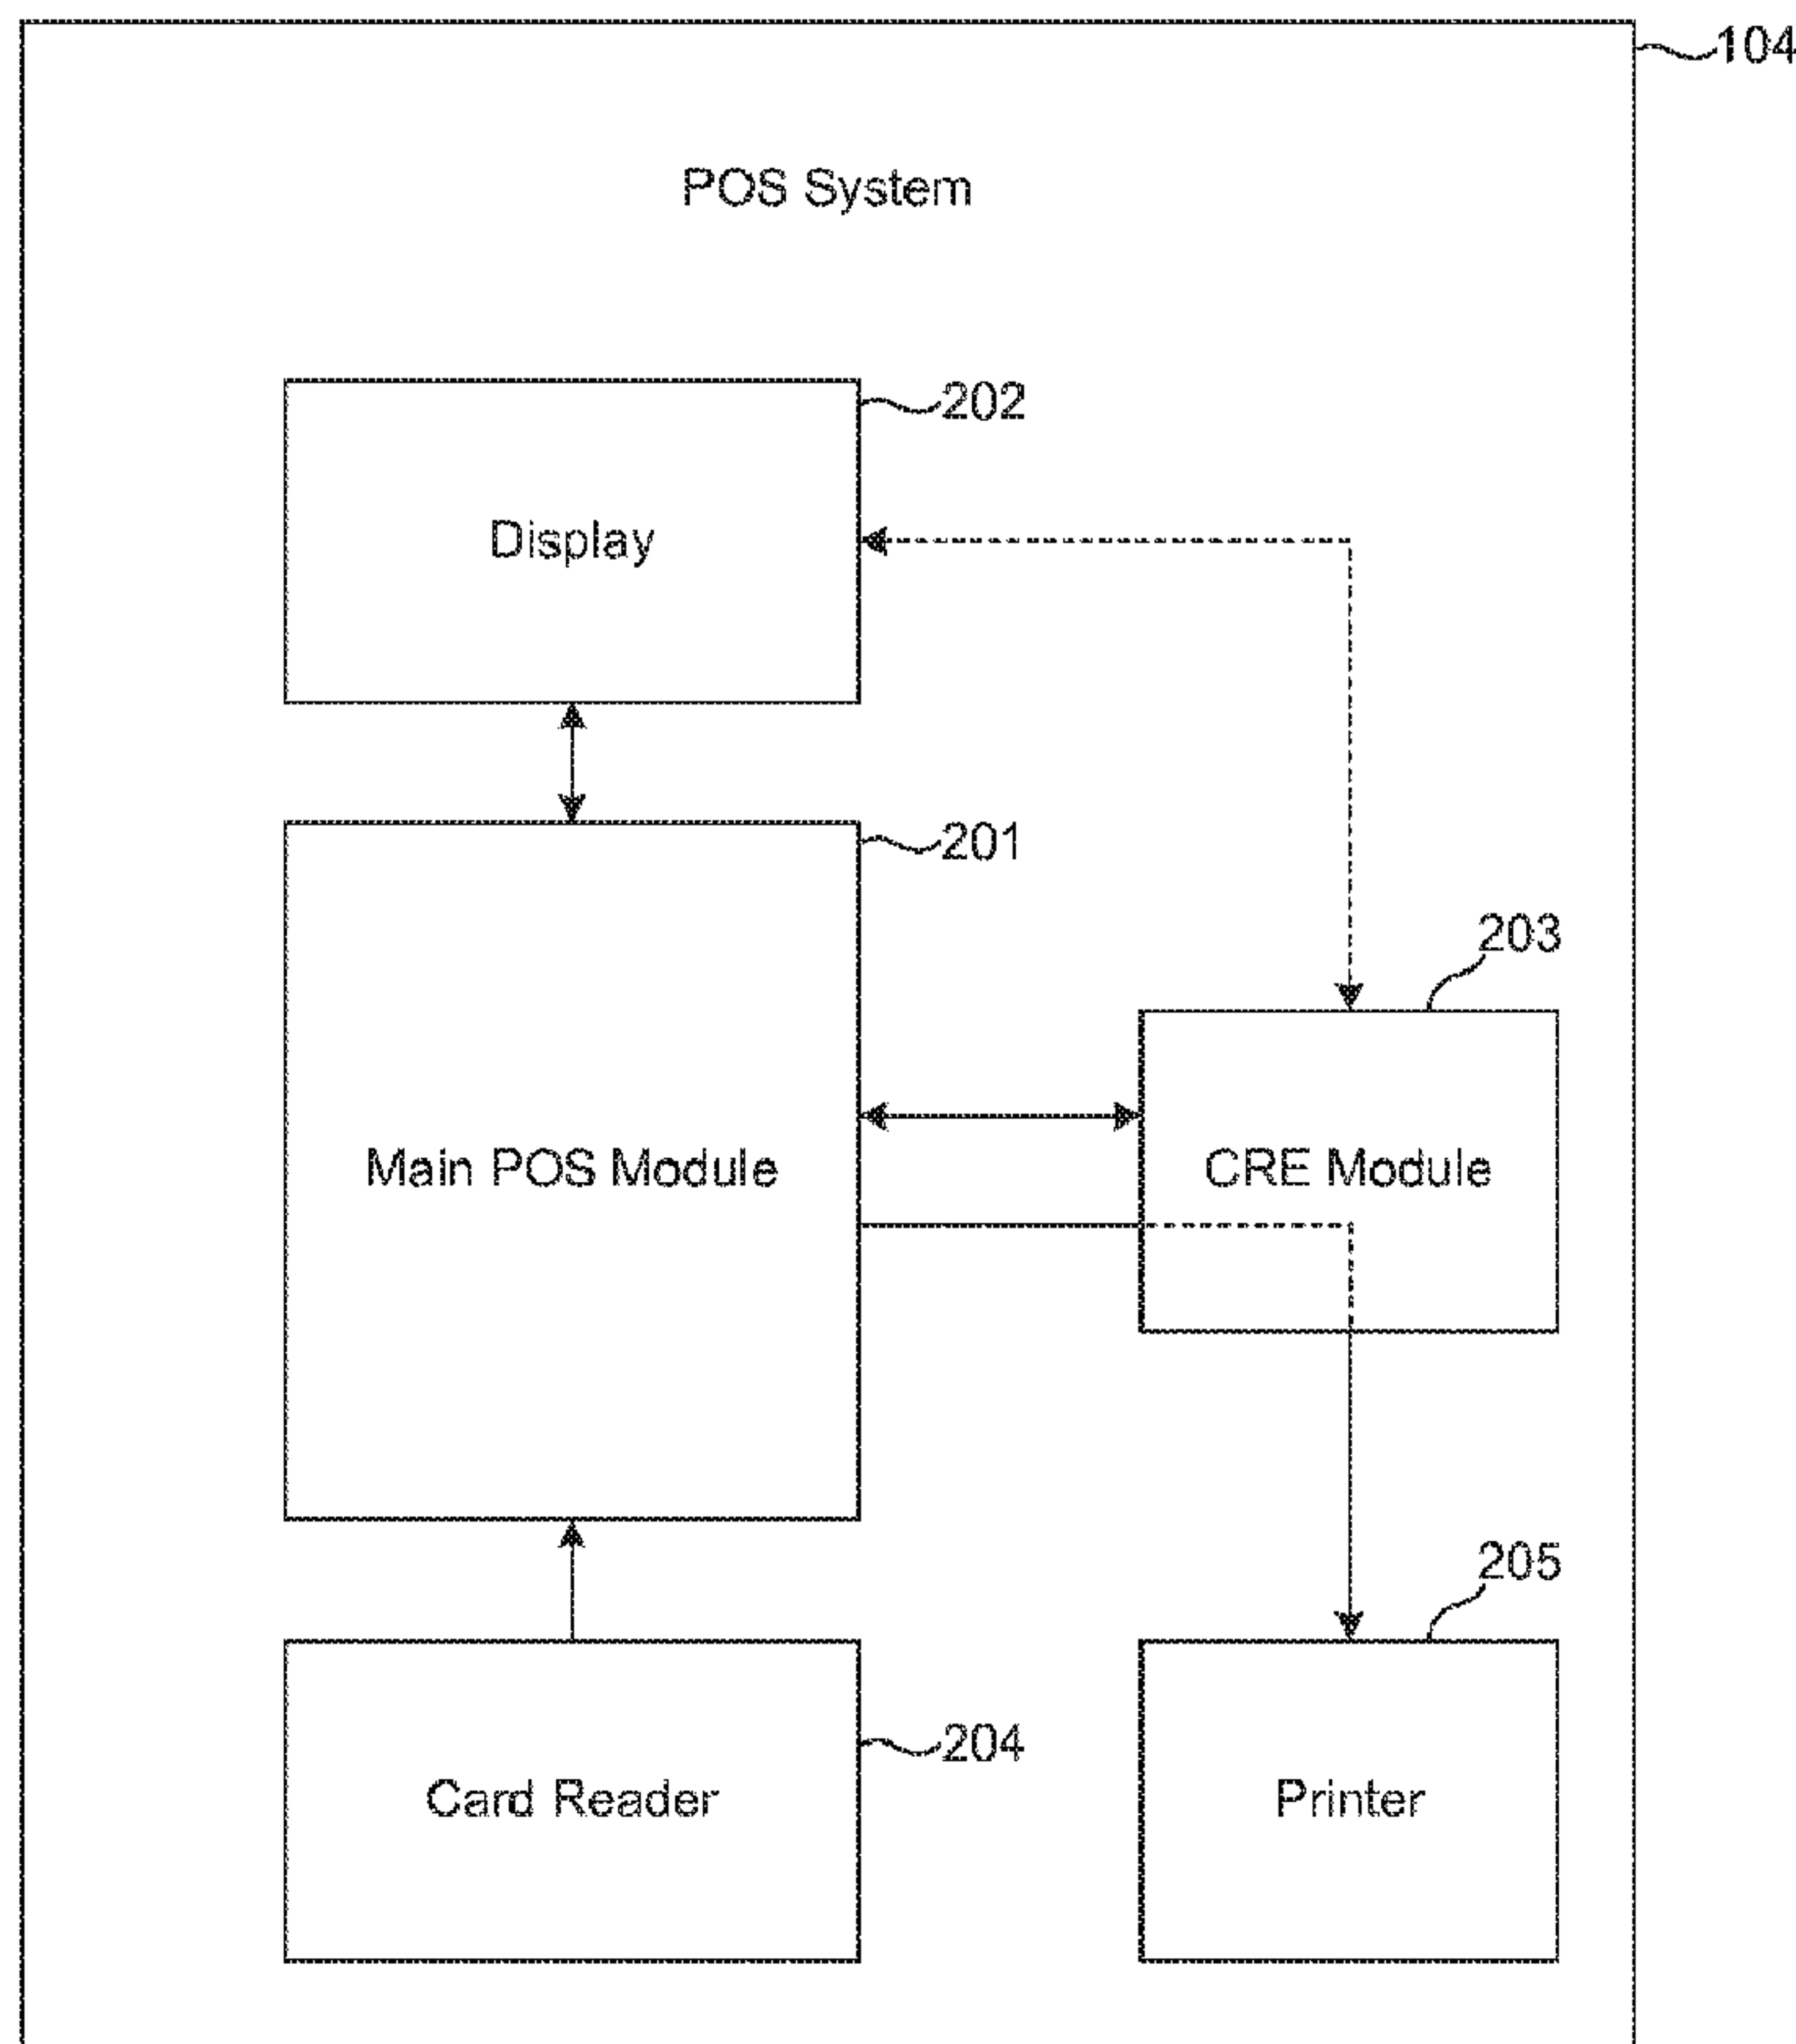 104
POS System
202
Display
201
203
Main POS Module
CRE Module
205
204
Card Reader
Printer